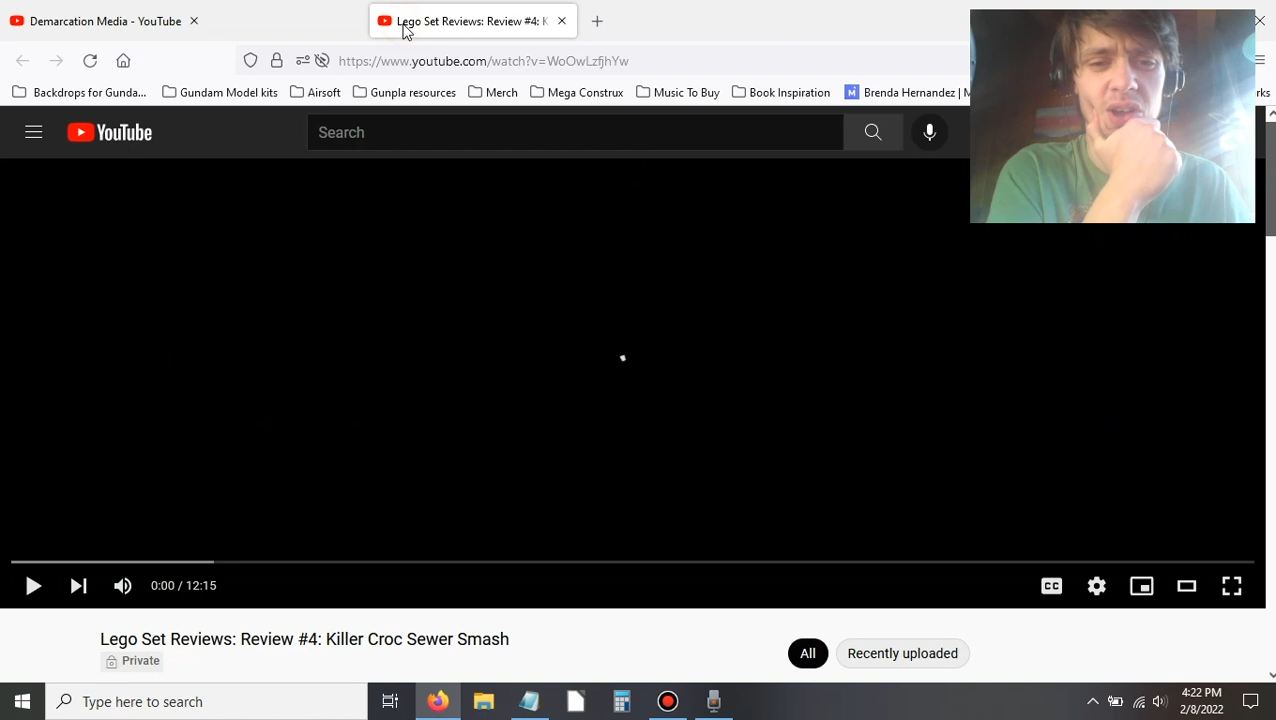 Demarcation Media - YouTube
Lego Set Reviews: Review #4: K
https://www.youtube.com/watch?v=WoOwLzfjhYw
Backdrops for Gunda...
Gundam Model kits
Airsoft
Gunpla resources
Merch
Mega Construx
Music To Buy
Book Inspiration
Brenda Hernandez | M
YouTube
Search
0:00 / 12:15
CC
Lego Set Reviews: Review #4: Killer Croc Sewer Smash
Private
All
Recently uploaded
Type here to search
4:22 PM
2/8/2022